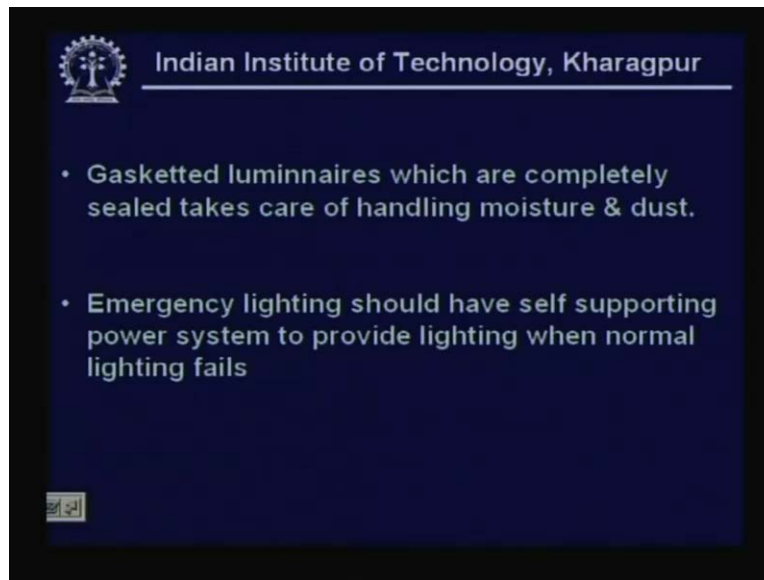 Indian Institute of Technology, Kharagpur
• Gasketted luminnaires which are completely
sealed takes care of handling moisture & dust.
• Emergency lighting should have self supporting
power system to provide lighting when normal
lighting fails